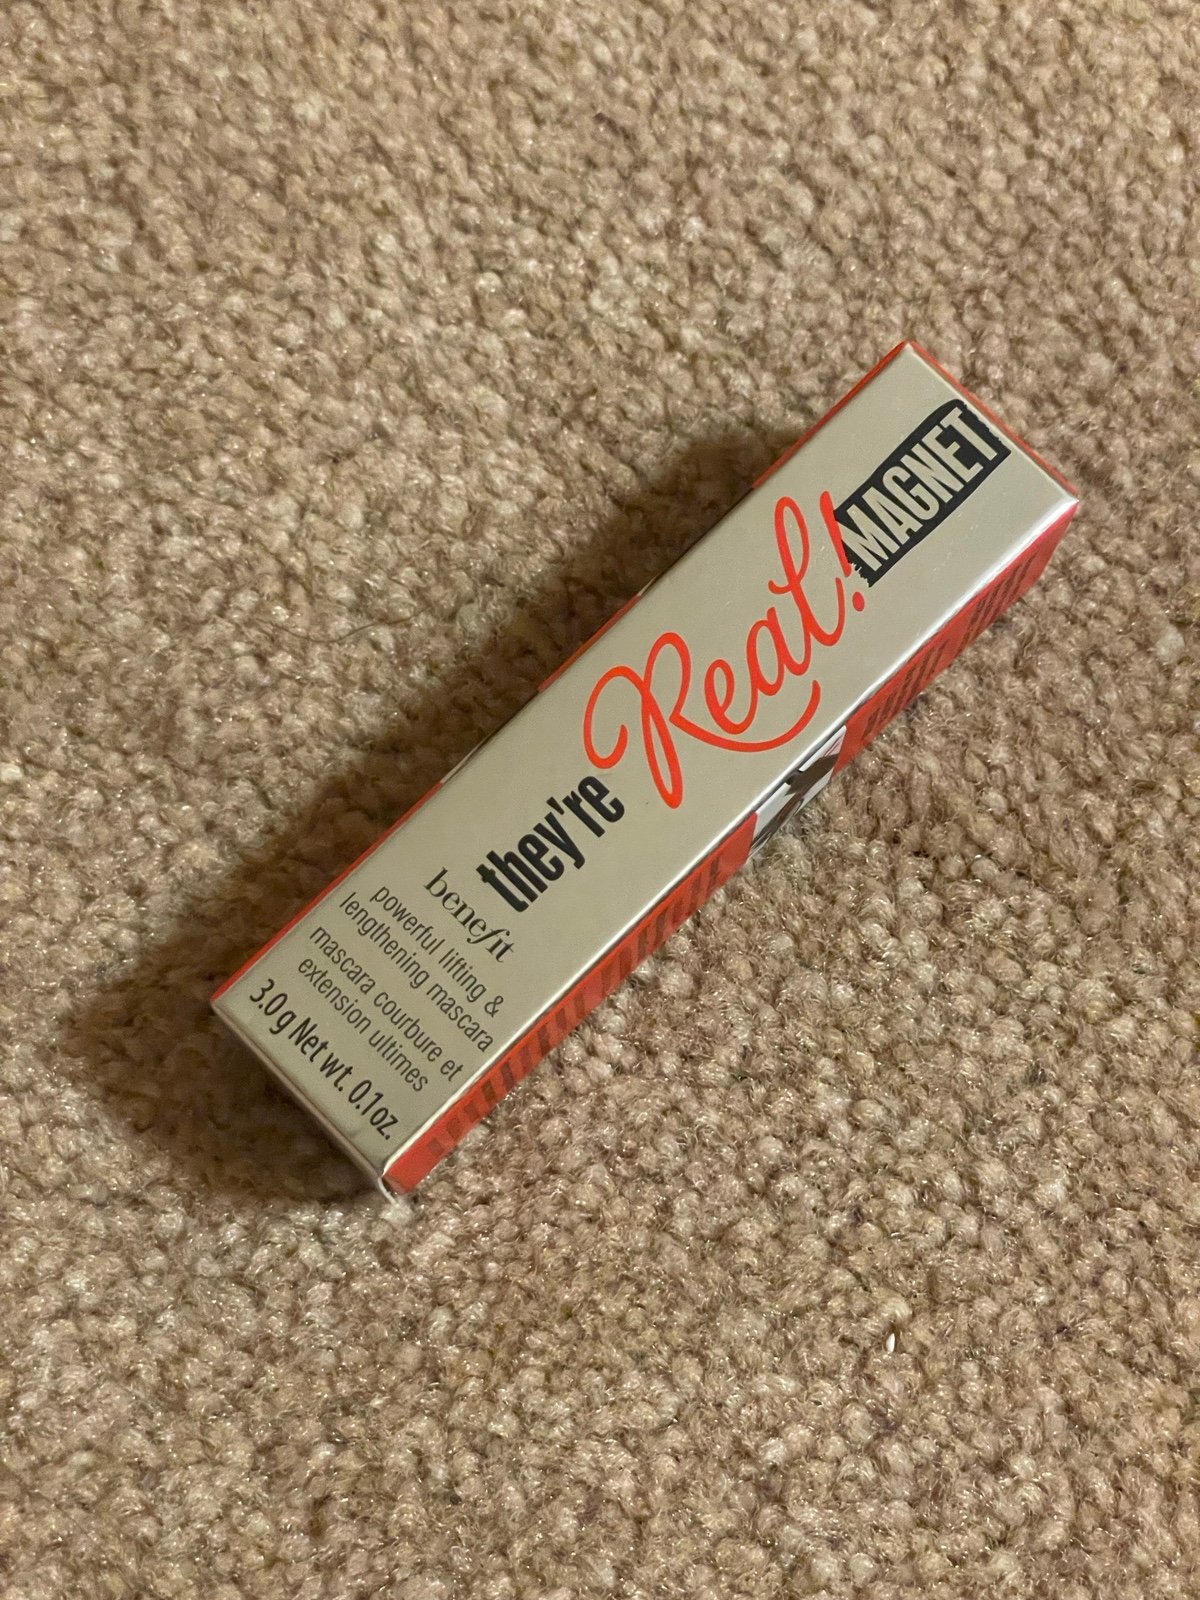 they're
Real!
MAGNET
benefit
powerful lifting &
lengthening mascara
mascara courbure et
extension ultimes
3.0 g Net wt. 0.1 oz.